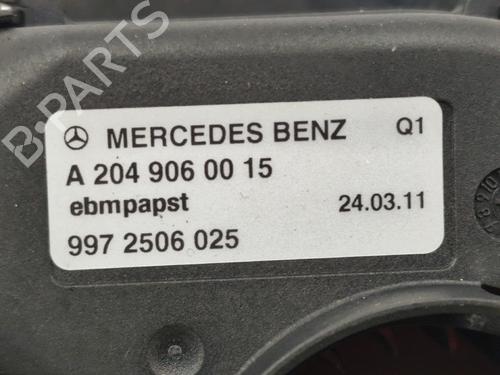 MERCEDES BENZ Q1
A 204 906 00 15
ebmpapst 24.03.11
997 2506 025
B-PARTS